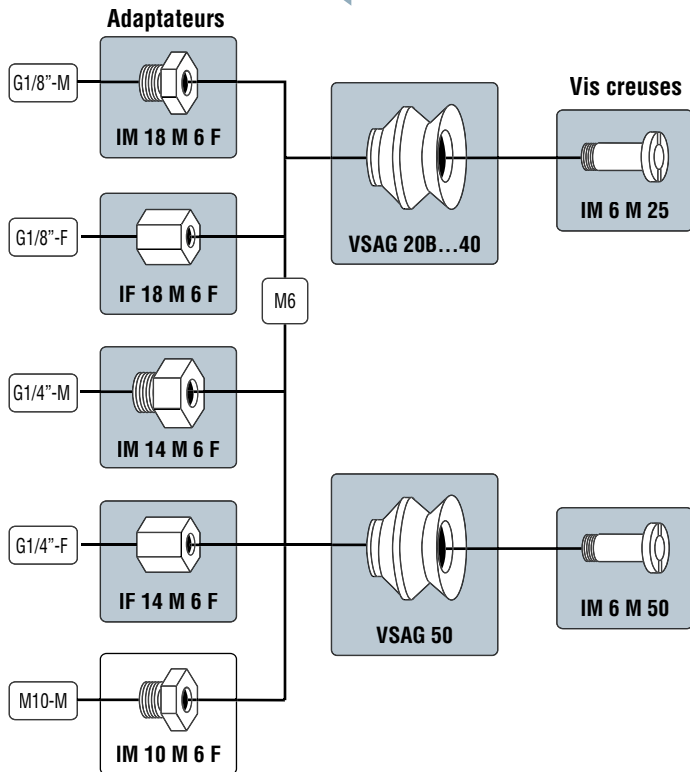 Adaptateurs
G1/8”-M
IM 18 M 6 F
G1/8”-F
IF 18 M 6 F
G1/4”-M
IM 14 M 6 F
G1/4”-F
IF 14 M 6 F
M10-M
IM 10 M 6 F
M6
VSAG 20B...40
VSAG 50
Vis creuses
IM 6 M 25
IM 6 M 50